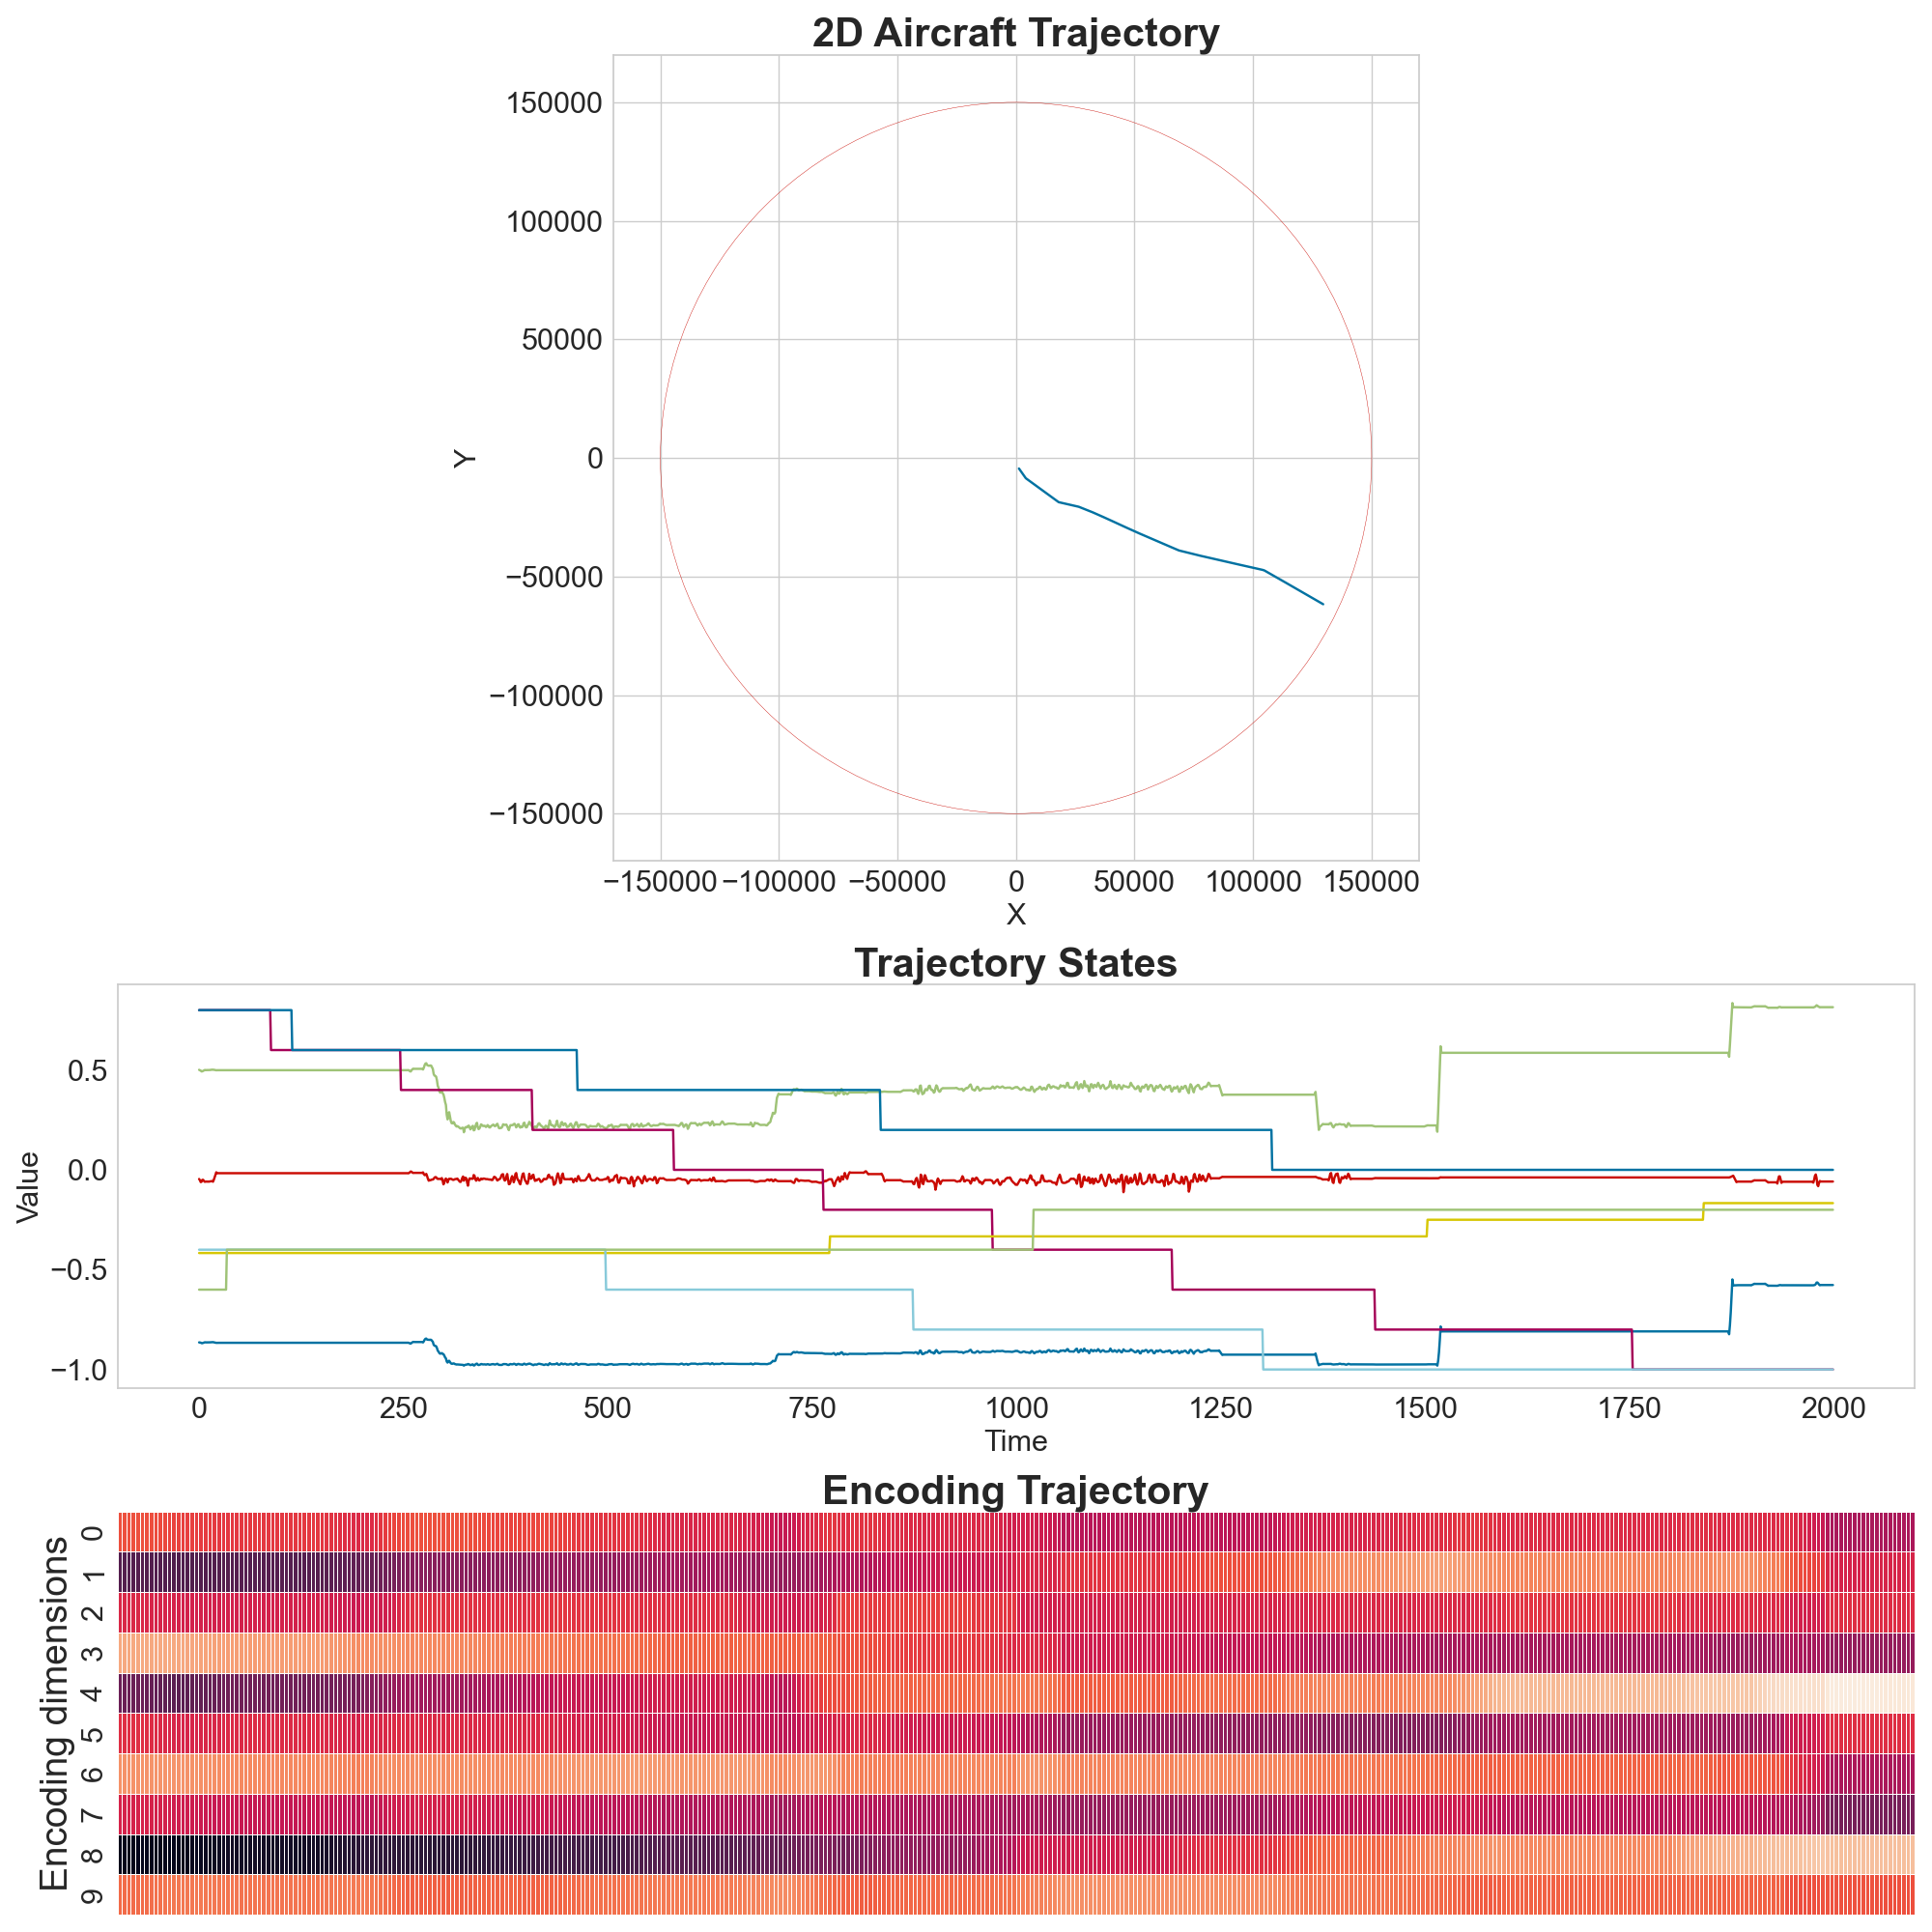 2D Aircraft Trajectory
150000
100000
50000
0
−50000
−100000
−150000
Y
−150000 −100000 −50000 0 50000 100000 150000
X
Trajectory States
0.5
0.0
−0.5
−1.0
Value
0 250 500 750 1000 1250 1500 1750 2000
Time
Encoding Trajectory
Encoding dimensions
0
1
2
3
4
5
6
7
8
9